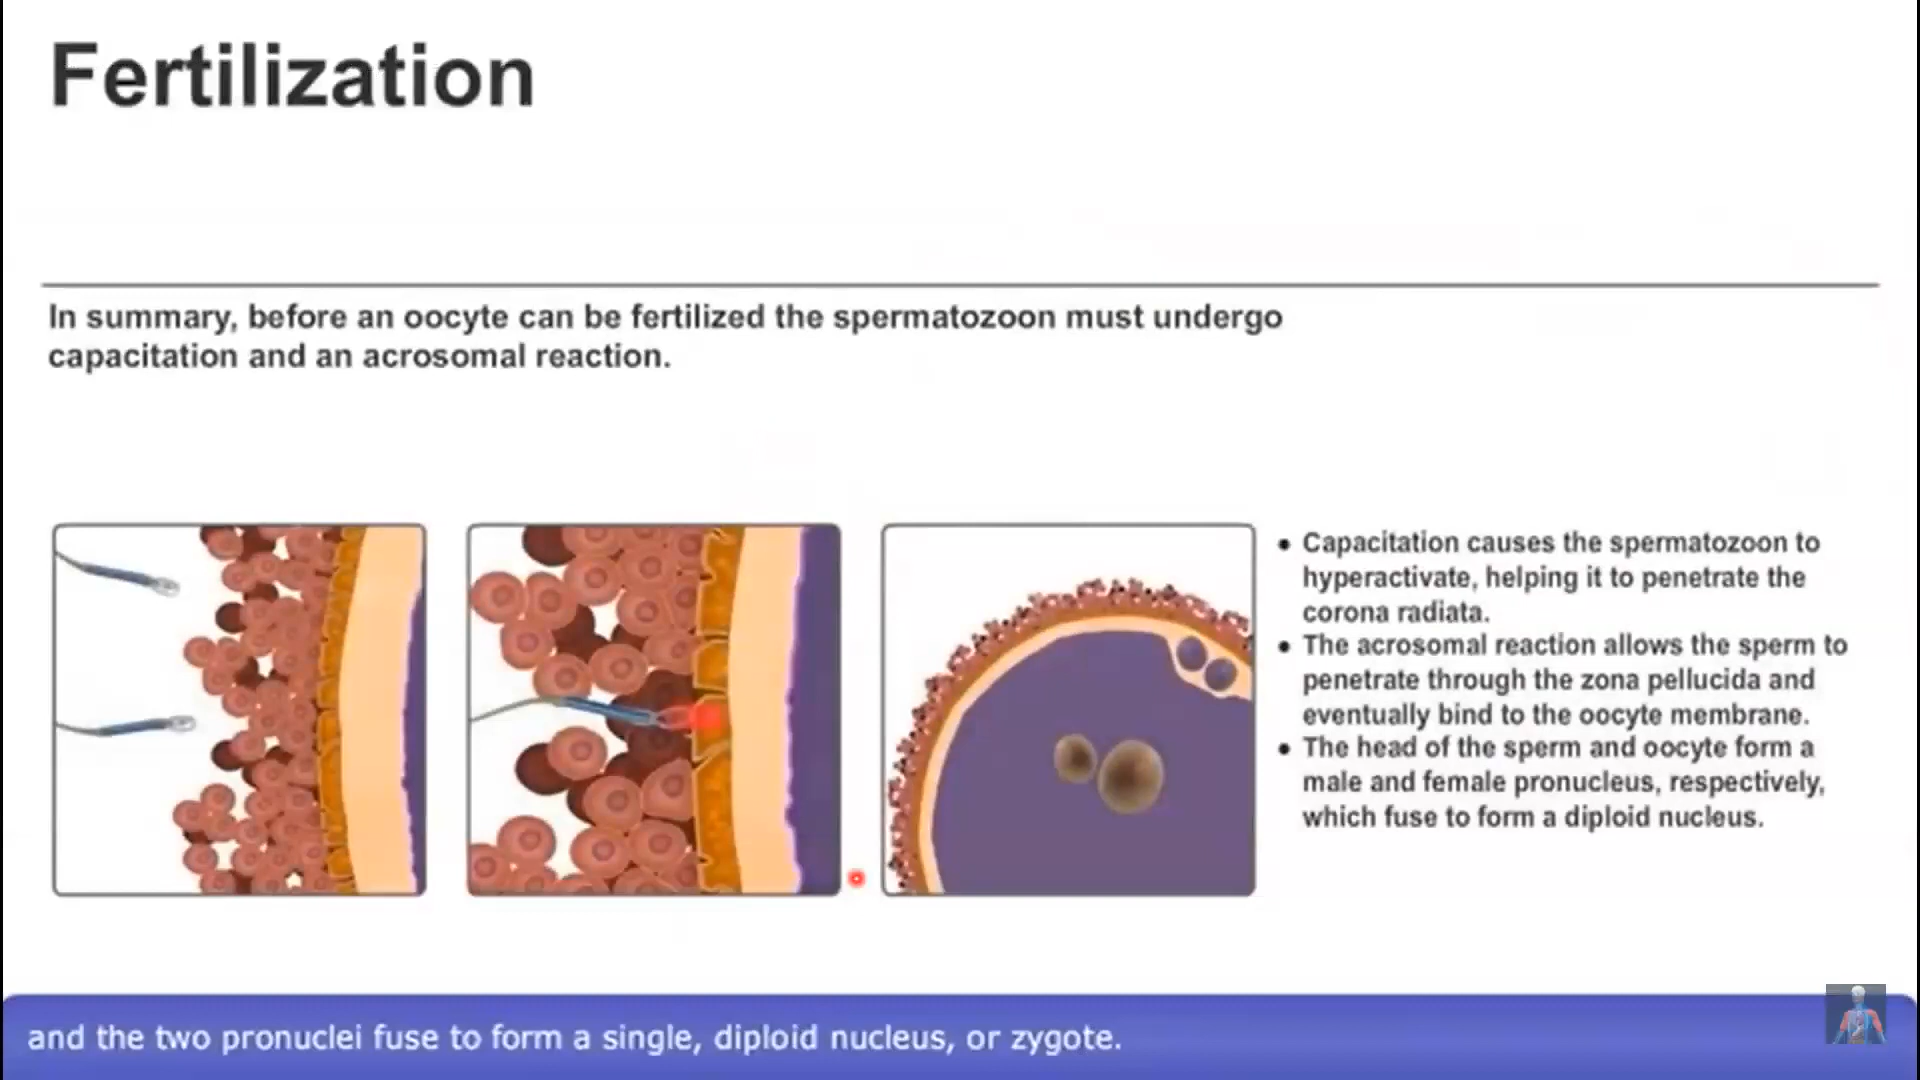 Fertilization
In summary, before an oocyte can be fertilized the spermatozoon must undergo
capacitation and an acrosomal reaction.
• Capacitation causes the spermatozoon to
hyperactivate, helping it to penetrate the
corona radiata.
• The acrosomal reaction allows the sperm to
penetrate through the zona pellucida and
eventually bind to the oocyte membrane.
• The head of the sperm and oocyte form a
male and female pronucleus, respectively,
which fuse to form a diploid nucleus.
and the two pronuclei fuse to form a single, diploid nucleus, or zygote.